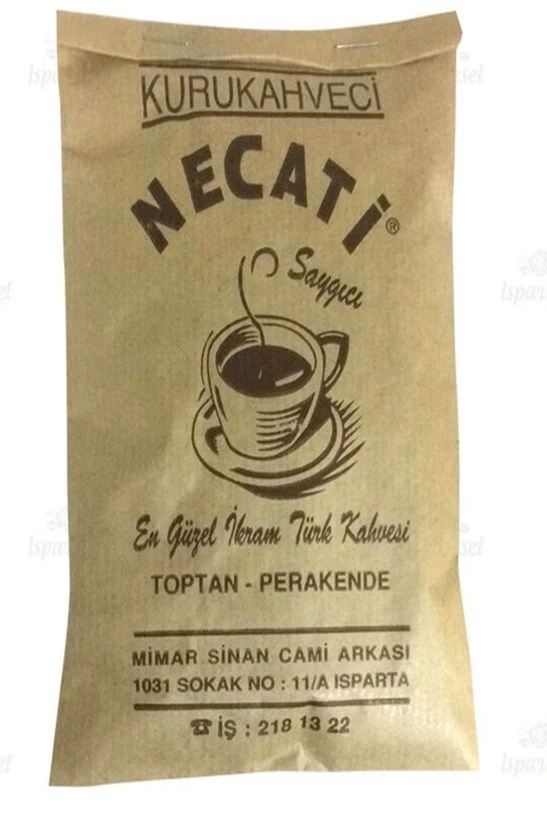 KURUKAHVECİ
NECATİ®
Saygıcı
En Güzel İkram Türk Kahvesi
TOPTAN - PERAKENDE
MİMAR SİNAN CAMİ ARKASI
1031 SOKAK NO : 11/A ISPARTA
☎ İŞ : 218 13 22